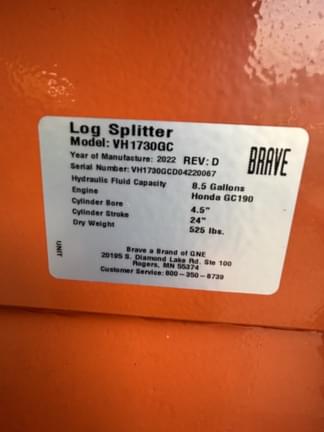 Log Splitter
Model: VH1730GC
Year of Manufacture: 2022 REV: D
Serial Number: VH1730GCD04220067
BRAVE
Hydraulic Fluid Capacity 8.5 Gallons
Engine Honda GC190
Cylinder Bore 4.5"
Cylinder Stroke 24"
Dry Weight 525 lbs.
UNIT
Brave a Brand of GNE
20195 S. Diamond Lake Rd. Ste 100
Rogers, MN 55374
Customer Service: 800-350-8739